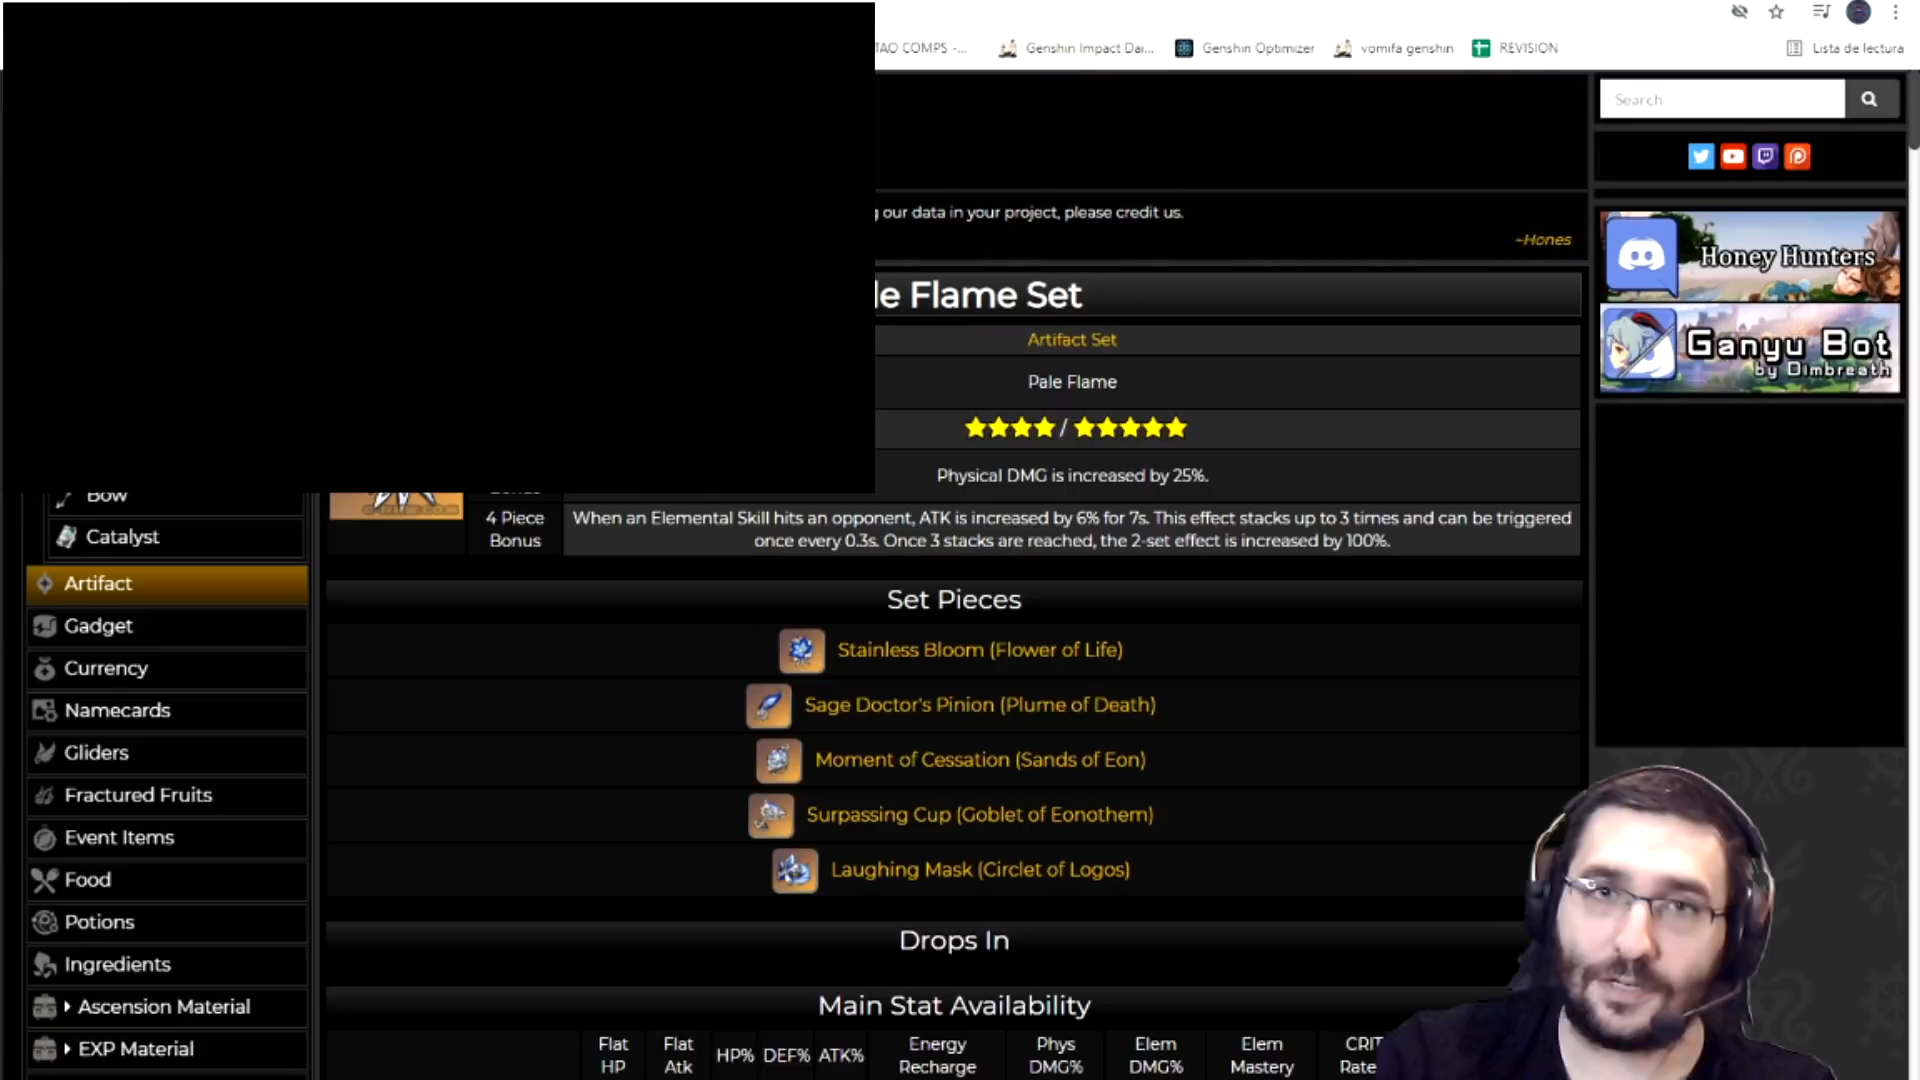 TAO COMPS -...
Genshin Impact Dai...
Genshin Optimizer
vomifa genshin
REVISION
Lista de lectura
Search
our data in your project, please credit us.
~Hones
Honey Hunters
Ganyu Bot
by Dimbreath
le Flame Set
Artifact Set
Pale Flame
/
Physical DMG is increased by 25%.
4 Piece
Bonus
When an Elemental Skill hits an opponent, ATK is increased by 6% for 7s. This effect stacks up to 3 times and can be triggered
once every 0.3s. Once 3 stacks are reached, the 2-set effect is increased by 100%.
Bow
Catalyst
Artifact
Gadget
Currency
Namecards
Gliders
Fractured Fruits
Event Items
Food
Potions
Ingredients
Ascension Material
EXP Material
Set Pieces
Stainless Bloom (Flower of Life)
Sage Doctor's Pinion (Plume of Death)
Moment of Cessation (Sands of Eon)
Surpassing Cup (Goblet of Eonothem)
Laughing Mask (Circlet of Logos)
Drops In
Main Stat Availability
Flat
HP
Flat
Atk
HP%
DEF%
ATK%
Energy
Recharge
Phys
DMG%
Elem
DMG%
Elem
Mastery
CRIT
Rate